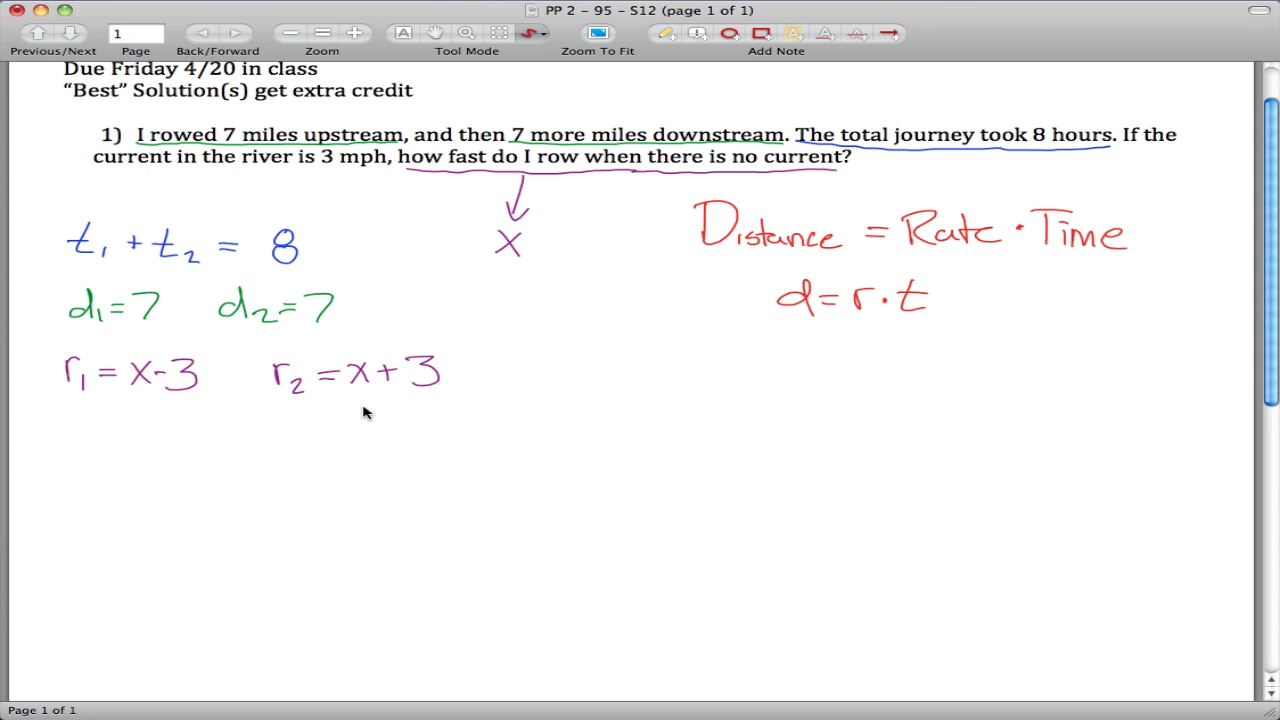 PP 2 - 95 - S12 (page 1 of 1)
1
Previous/Next Page Back/Forward Zoom Tool Mode Zoom To Fit Add Note
Due Friday 4/20 in class
“Best” Solution(s) get extra credit
1) I rowed 7 miles upstream, and then 7 more miles downstream. The total journey took 8 hours. If the
current in the river is 3 mph, how fast do I row when there is no current?
t₁ + t₂ = 8 x Distance = Rate · Time
d₁ = 7 d₂ = 7 d = r · t
r₁ = x - 3 r₂ = x + 3
Page 1 of 1